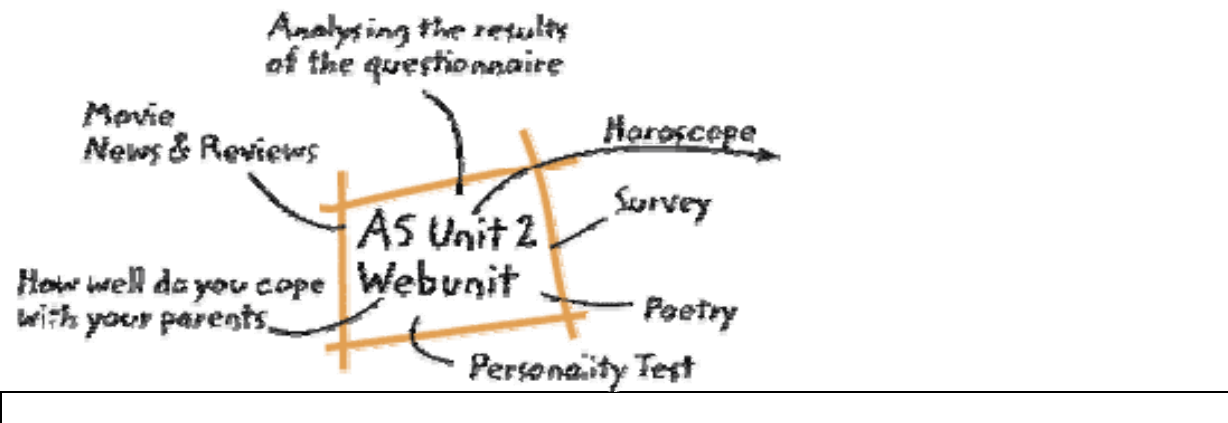 Analysing the results
of the questionnaire
Movie
News & Reviews
Horoscope
Survey
A5 Unit 2
Webunit
How well do you cope
with your parents
Poetry
Personality Test